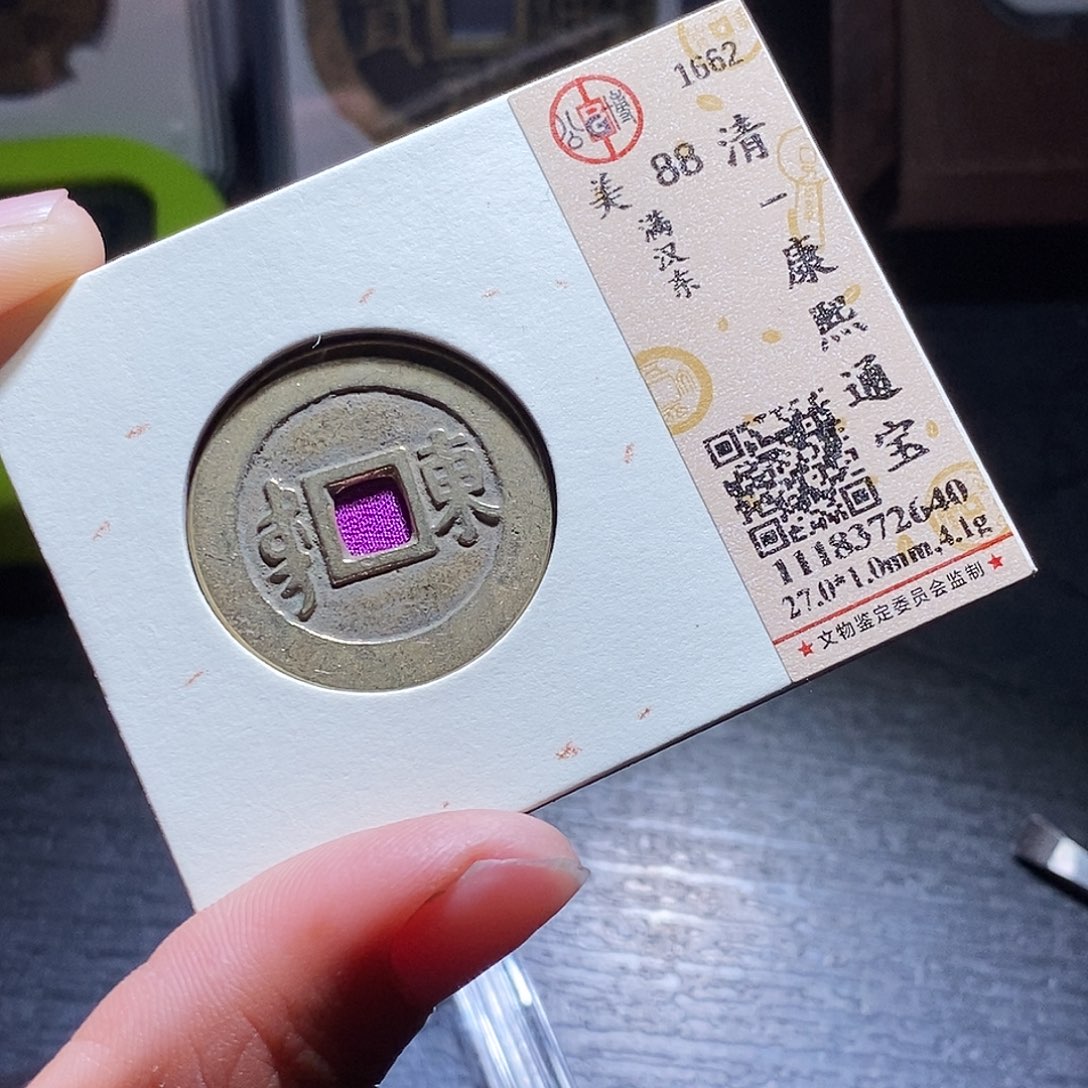 1662
清一康熙通宝
88
美
满汉东
1118372640
27.0*1.0mm,4.1g
★文物鉴定委员会监制★
東